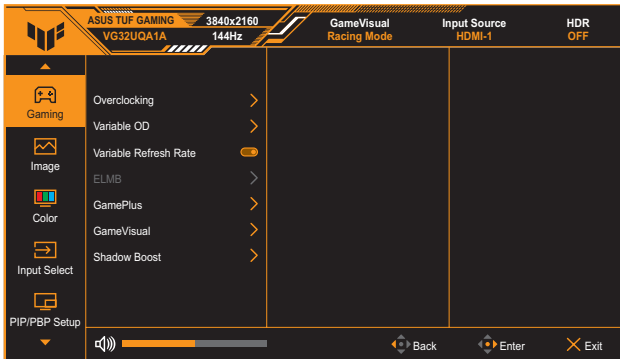 ASUS TUF GAMING 3840x2160 GameVisual Input Source HDR
VG32UQA1A 144Hz Racing Mode HDMI-1 OFF
Gaming
Image
Color
Input Select
PIP/PBP Setup
Overclocking
Variable OD
Variable Refresh Rate
ELMB
GamePlus
GameVisual
Shadow Boost
Back Enter Exit